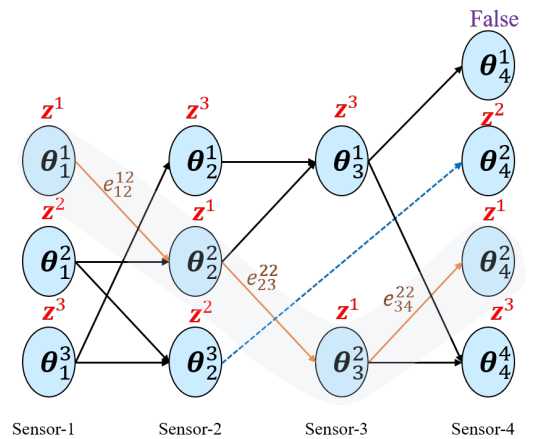 False
z¹ z³ z³ θ₄¹
θ₁¹ e₁₂¹² θ₂¹ θ₃¹ z² θ₄²
z² z¹ z¹
θ₁² θ₂² e₂₃²² e₃₄²² θ₄²
z³ z² z¹ z³
θ₁³ θ₂³ θ₃² θ₄⁴
Sensor-1 Sensor-2 Sensor-3 Sensor-4